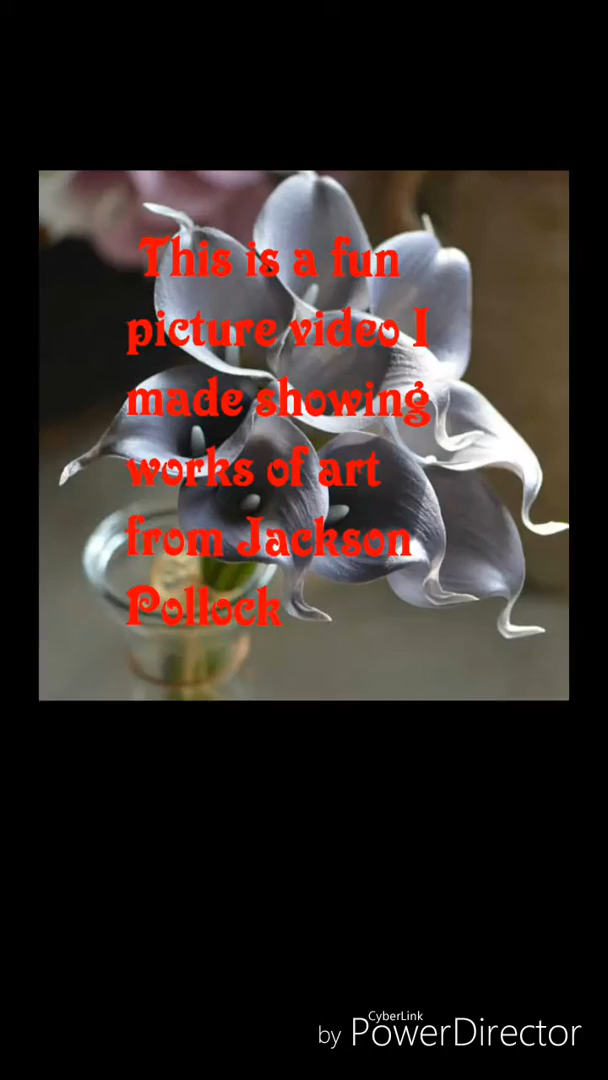 This is a fun
picture video I
made showing
works of art
from Jackson
Pollock
CyberLink
by PowerDirector